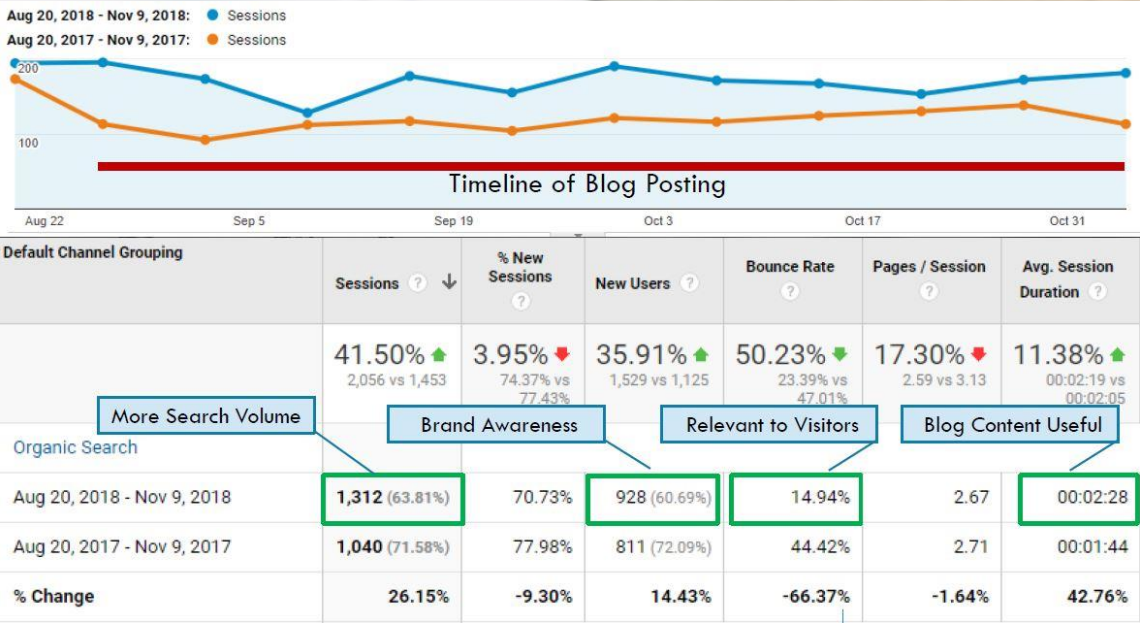 Aug 20, 2018 - Nov 9, 2018: Sessions
Aug 20, 2017 - Nov 9, 2017: Sessions
200
100
Timeline of Blog Posting
Aug 22 Sep 5 Sep 19 Oct 3 Oct 17 Oct 31
Default Channel Grouping
Sessions ?
% New
Sessions
?
New Users ?
Bounce Rate
?
Pages / Session
?
Avg. Session
Duration ?
41.50% 3.95% 35.91% 50.23% 17.30% 11.38%
2,056 vs 1,453
74.37% vs
77.43%
1,529 vs 1,125
23.39% vs
47.01%
2.59 vs 3.13
00:02:19 vs
00:02:05
More Search Volume
Brand Awareness
Relevant to Visitors
Blog Content Useful
Organic Search
Aug 20, 2018 - Nov 9, 2018 1,312 (63.81%) 70.73% 928 (60.69%) 14.94% 2.67 00:02:28
Aug 20, 2017 - Nov 9, 2017 1,040 (71.58%) 77.98% 811 (72.09%) 44.42% 2.71 00:01:44
% Change 26.15% -9.30% 14.43% -66.37% -1.64% 42.76%